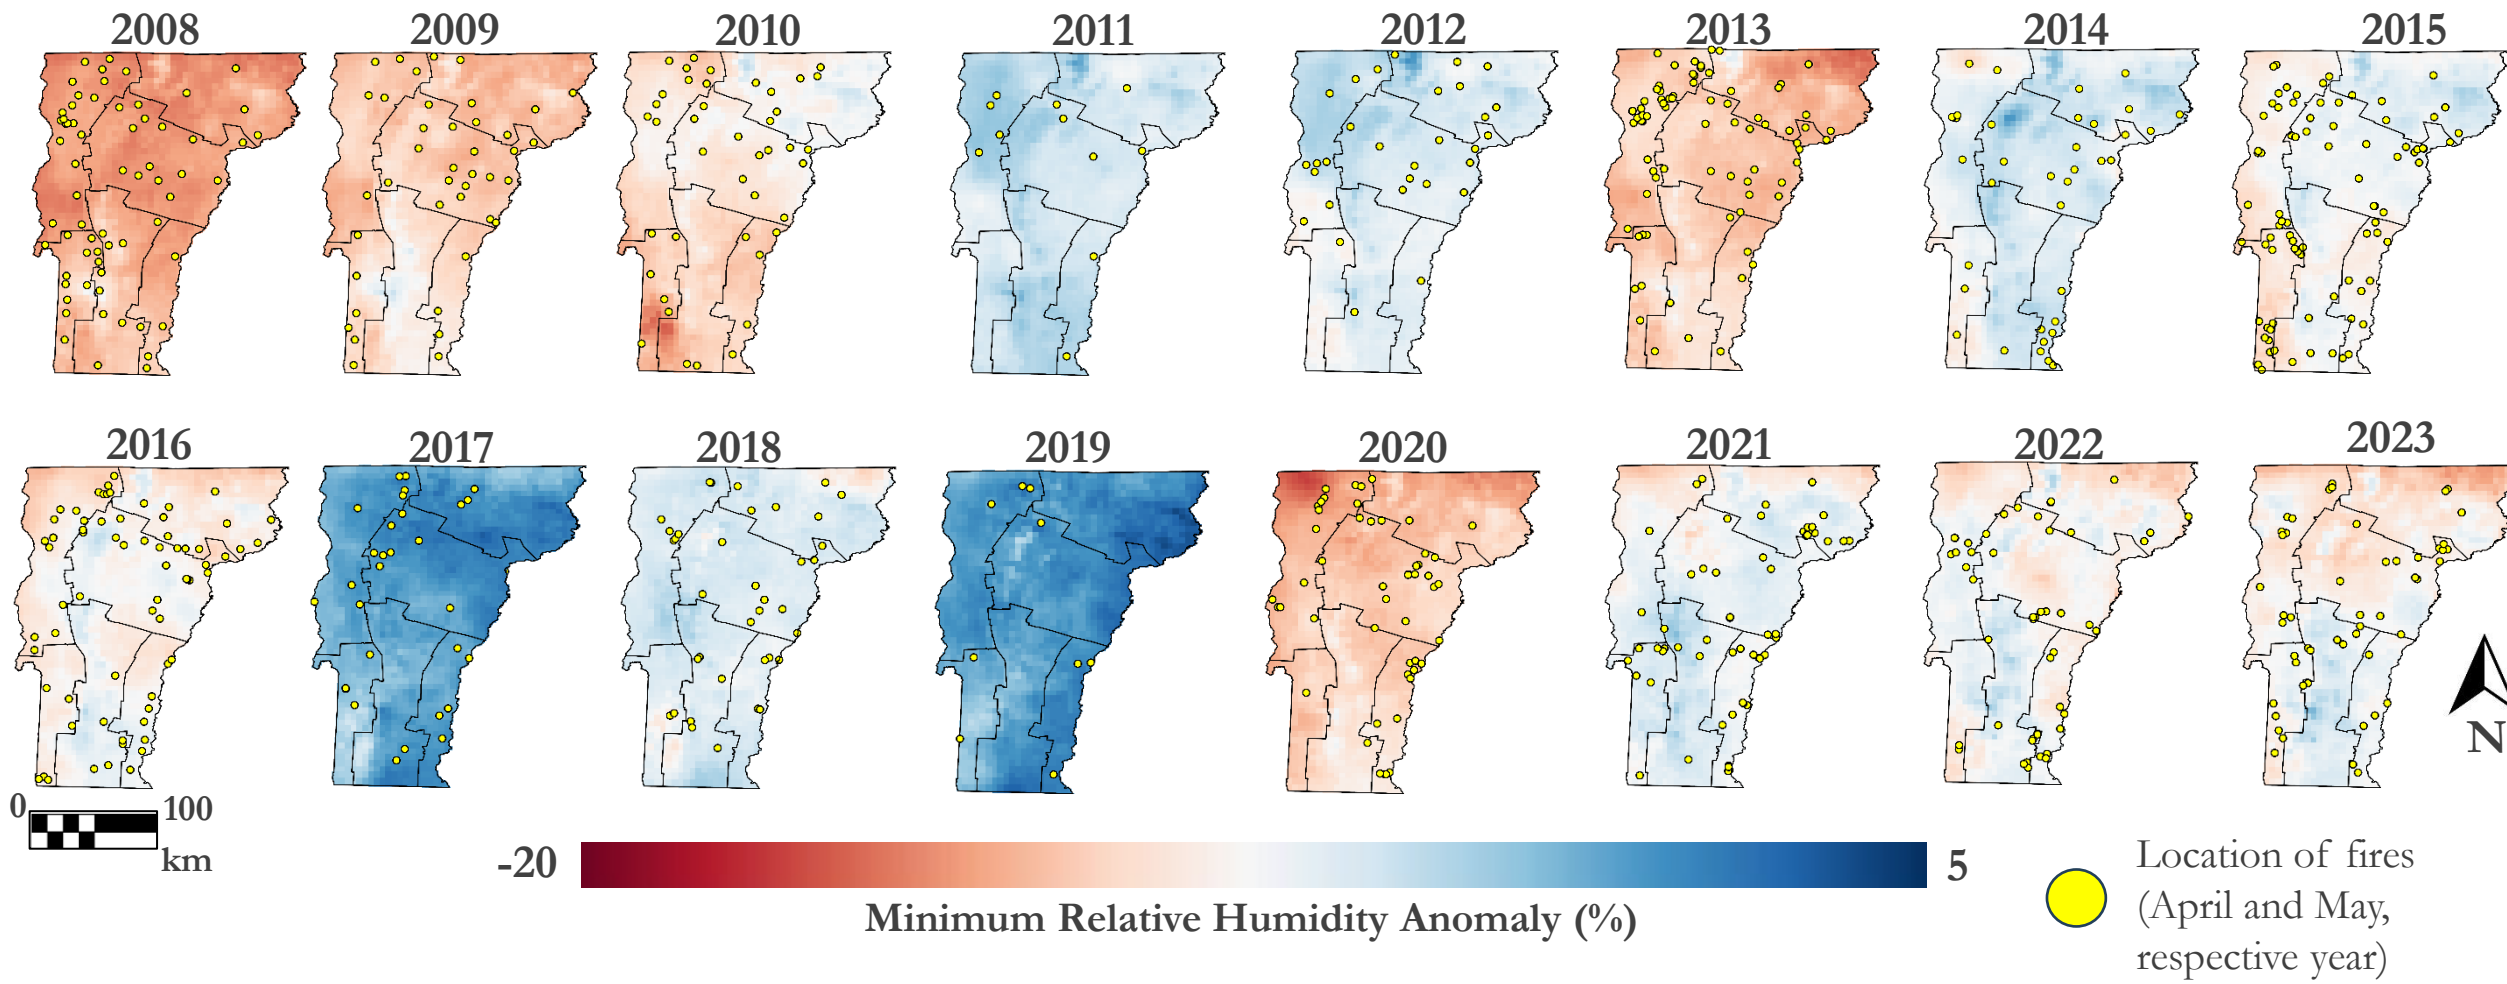 2008 2009 2010 2011 2012 2013 2014 2015
2016 2017 2018 2019 2020 2021 2022 2023
N
0 100
km
-20 5
Minimum Relative Humidity Anomaly (%)
Location of fires
(April and May,
respective year)